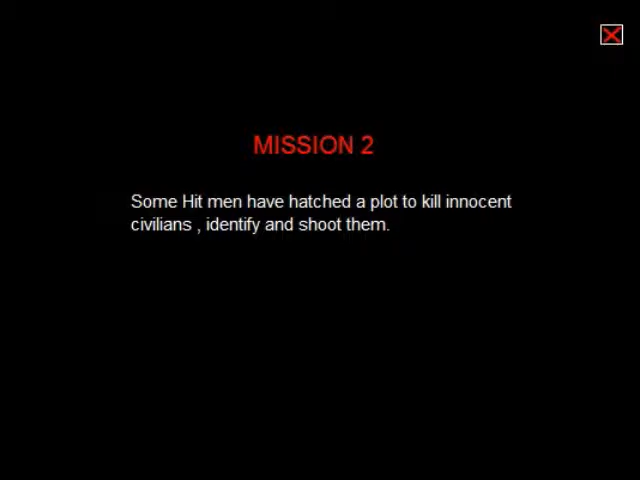 MISSION 2
Some Hit men have hatched a plot to kill innocent
civilians , identify and shoot them.